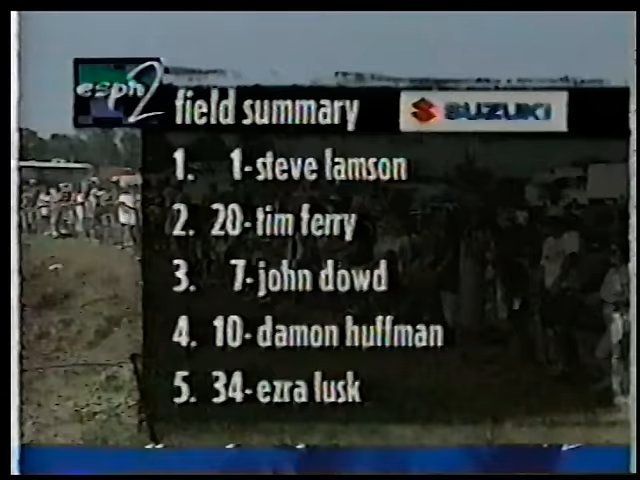 espn2
field summary
SUZUKI
1. 1-steve lamson
2. 20-tim ferry
3. 7-john dowd
4. 10-damon huffman
5. 34-ezra lusk